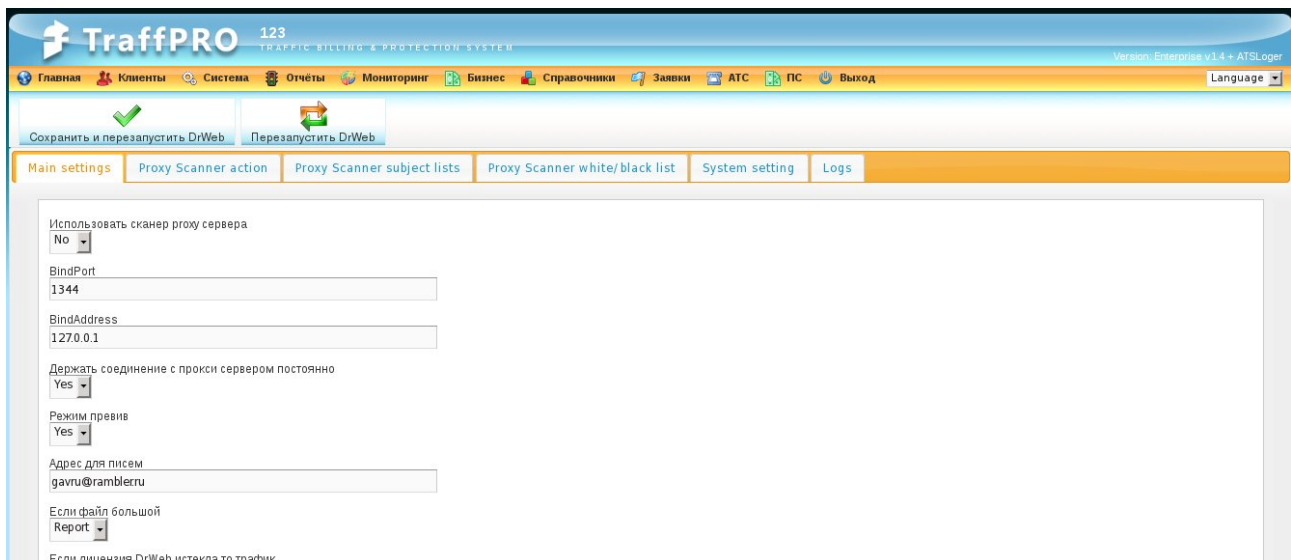 TraffPRO 123
TRAFFIC BILLING & PROTECTION SYSTEM
Version: Enterprise v1.4 + ATSLoger
Главная Клиенты Система Отчёты Мониторинг Бизнес Справочники Заявки АТС ПС Выход Language
Сохранить и перезапустить DrWeb Перезапустить DrWeb
Main settings Proxy Scanner action Proxy Scanner subject lists Proxy Scanner white/black list System setting Logs
Использовать сканер proxy сервера
No
BindPort
1344
BindAddress
127.0.0.1
Держать соединение с прокси сервером постоянно
Yes
Режим превив
Yes
Адрес для писем
gavru@rambler.ru
Если файл большой
Report
Если лицензия DrWeb истекла то трафик